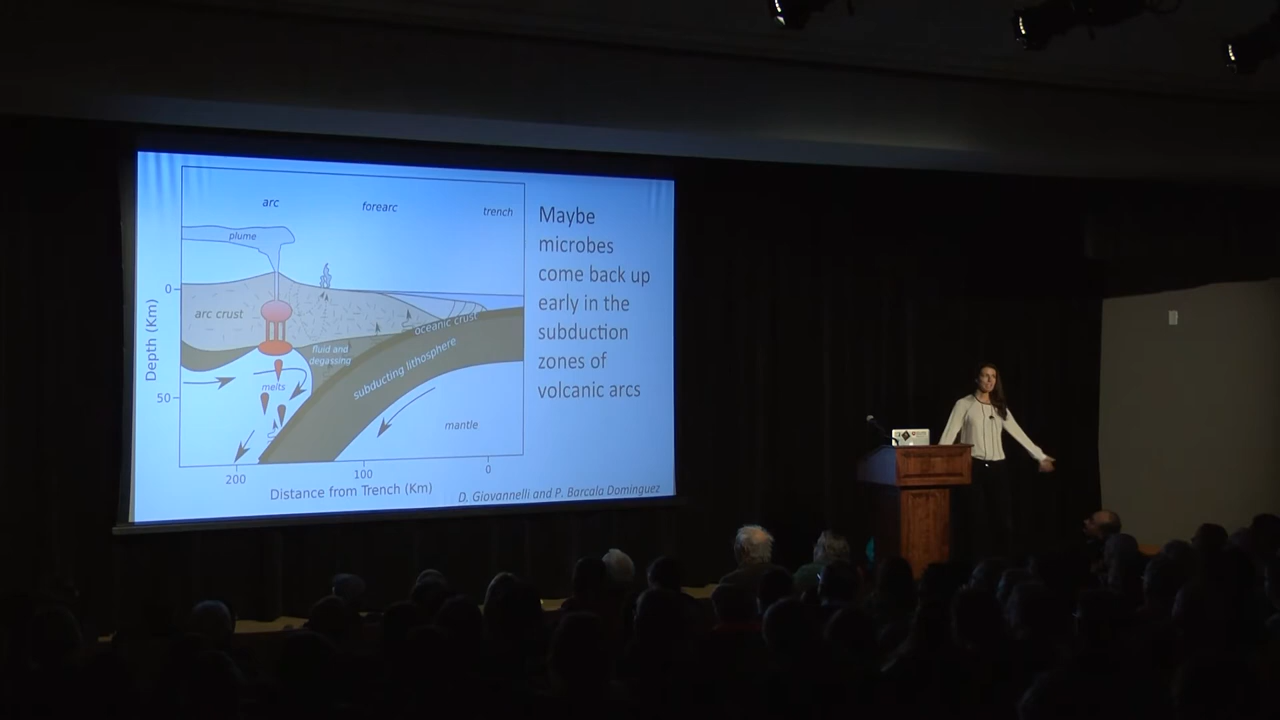 arc
forearc
trench
plume
0
arc crust
oceanic crust
fluid and
degassing
subducting lithosphere
melts
50
mantle
Depth (Km)
200
100
0
Distance from Trench (Km)
Maybe
microbes
come back up
early in the
subduction
zones of
volcanic arcs
D. Giovannelli and P. Barcala Dominguez